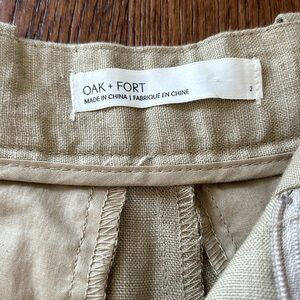 OAK + FORT
MADE IN CHINA | FABRIQUÉ EN CHINE
2